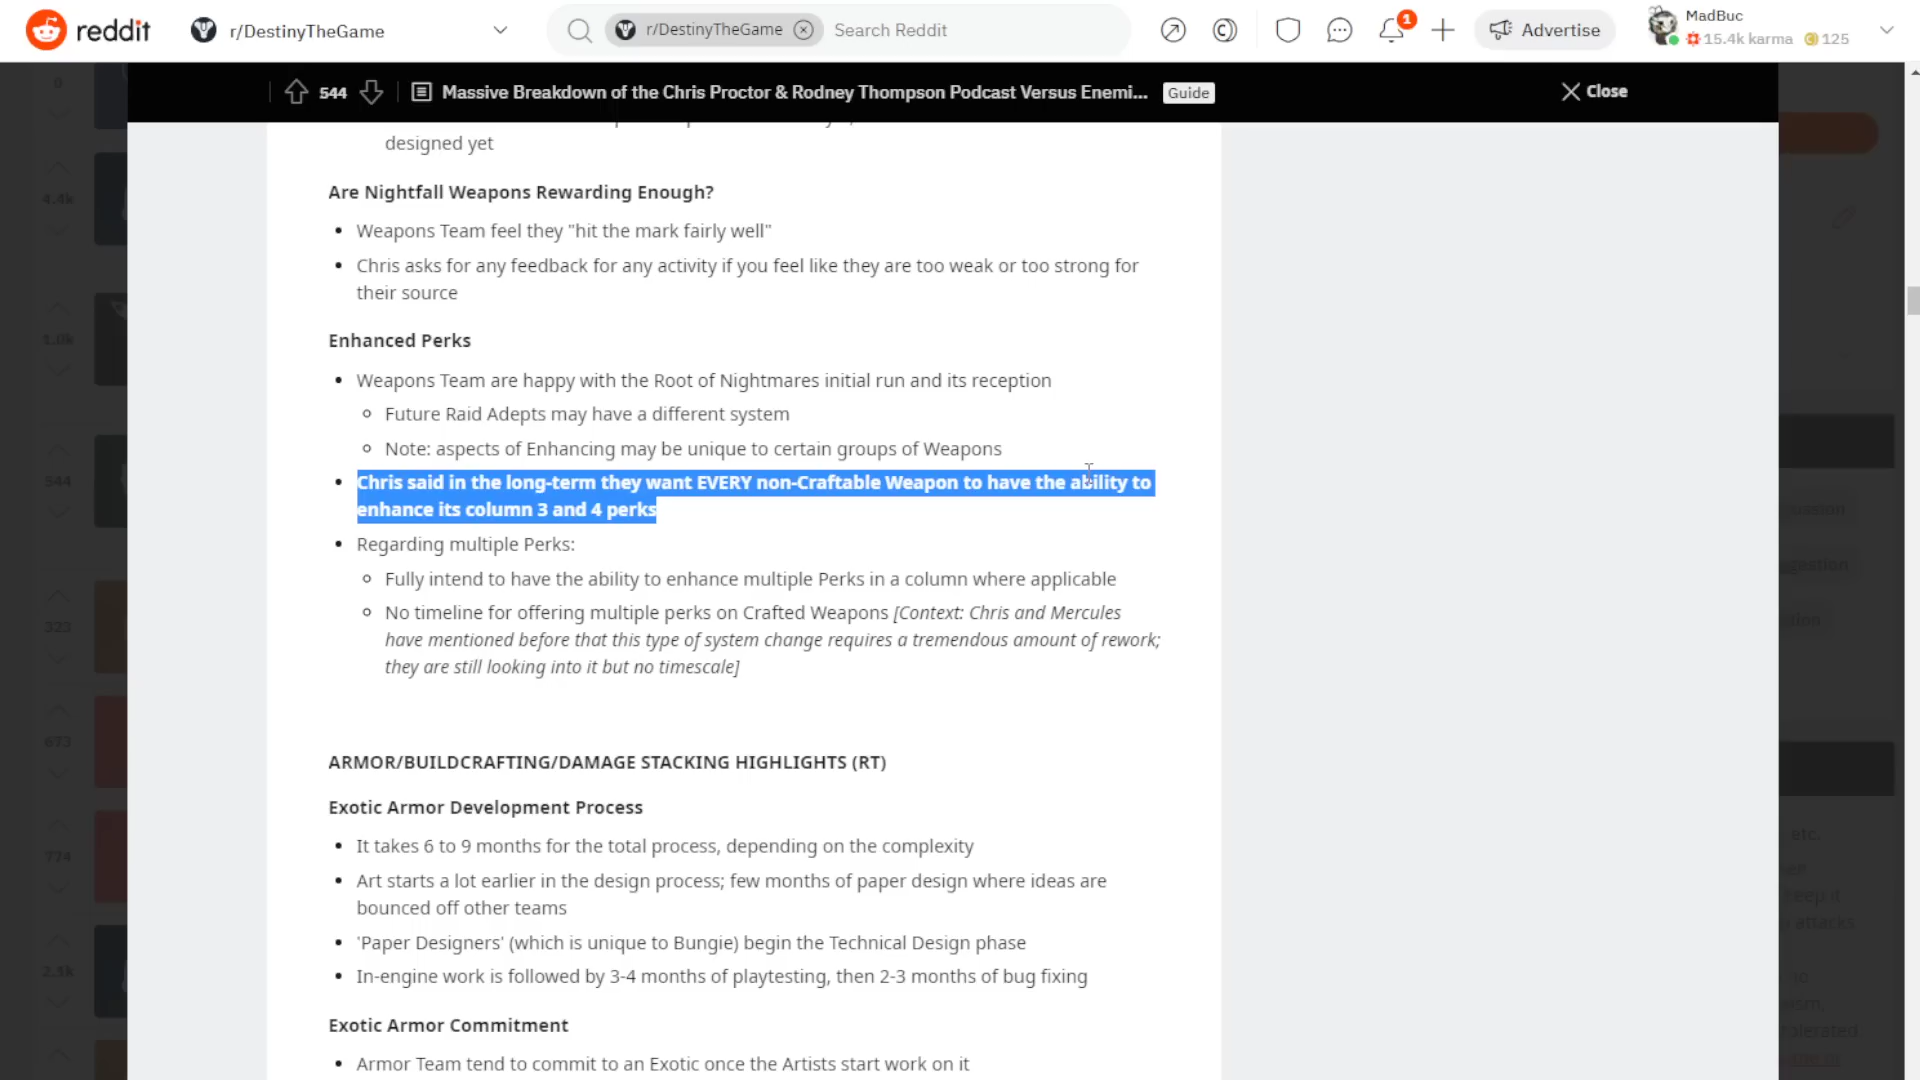 reddit
r/DestinyTheGame
r/DestinyTheGame
Search Reddit
1
Advertise
MadBuc
15.4k karma
125
544
Massive Breakdown of the Chris Proctor & Rodney Thompson Podcast Versus Enemi...
Guide
Close
designed yet
Are Nightfall Weapons Rewarding Enough?
• Weapons Team feel they "hit the mark fairly well"
• Chris asks for any feedback for any activity if you feel like they are too weak or too strong for
their source
Enhanced Perks
• Weapons Team are happy with the Root of Nightmares initial run and its reception
Future Raid Adepts may have a different system
Note: aspects of Enhancing may be unique to certain groups of Weapons
• Chris said in the long-term they want EVERY non-Craftable Weapon to have the ability to
enhance its column 3 and 4 perks
• Regarding multiple Perks:
Fully intend to have the ability to enhance multiple Perks in a column where applicable
No timeline for offering multiple perks on Crafted Weapons [Context: Chris and Mercules
have mentioned before that this type of system change requires a tremendous amount of rework;
they are still looking into it but no timescale]
ARMOR/BUILDCRAFTING/DAMAGE STACKING HIGHLIGHTS (RT)
Exotic Armor Development Process
• It takes 6 to 9 months for the total process, depending on the complexity
• Art starts a lot earlier in the design process; few months of paper design where ideas are
bounced off other teams
• 'Paper Designers' (which is unique to Bungie) begin the Technical Design phase
• In-engine work is followed by 3-4 months of playtesting, then 2-3 months of bug fixing
Exotic Armor Commitment
• Armor Team tend to commit to an Exotic once the Artists start work on it
0
4.4k
1.0k
544
323
673
774
2.1k
etc.
attacks